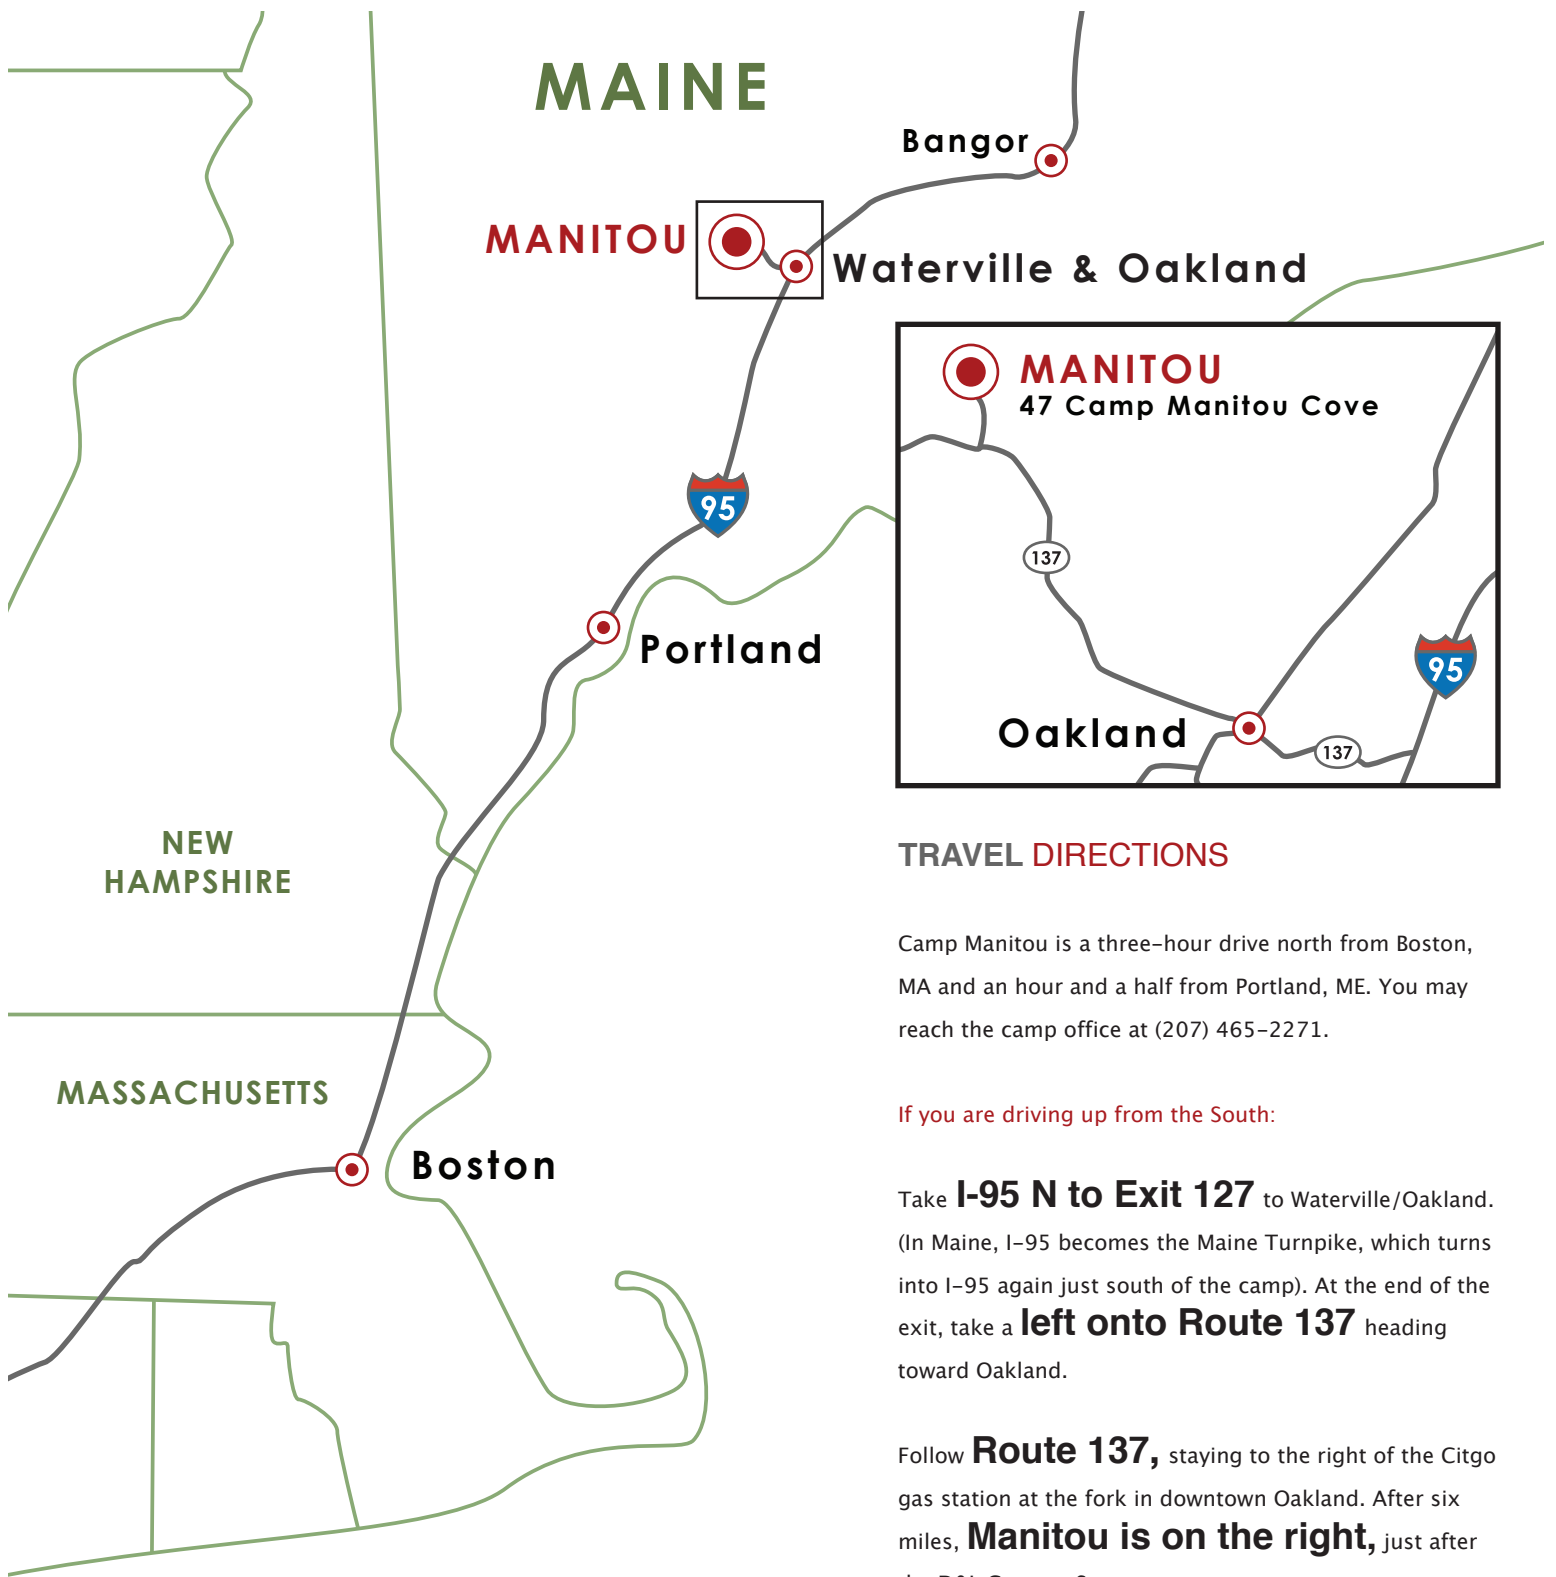 MAINE
Bangor
MANITOU
Waterville & Oakland
MANITOU
47 Camp Manitou Cove
95
137
Portland
95
Oakland
137
NEW
HAMPSHIRE
MASSACHUSETTS
Boston
TRAVEL DIRECTIONS
Camp Manitou is a three-hour drive north from Boston,
MA and an hour and a half from Portland, ME. You may
reach the camp office at (207) 465-2271.
If you are driving up from the South:
Take I-95 N to Exit 127 to Waterville/Oakland.
(In Maine, I-95 becomes the Maine Turnpike, which turns
into I-95 again just south of the camp). At the end of the
exit, take a left onto Route 137 heading
toward Oakland.
Follow Route 137, staying to the right of the Citgo
gas station at the fork in downtown Oakland. After six
miles, Manitou is on the right, just after